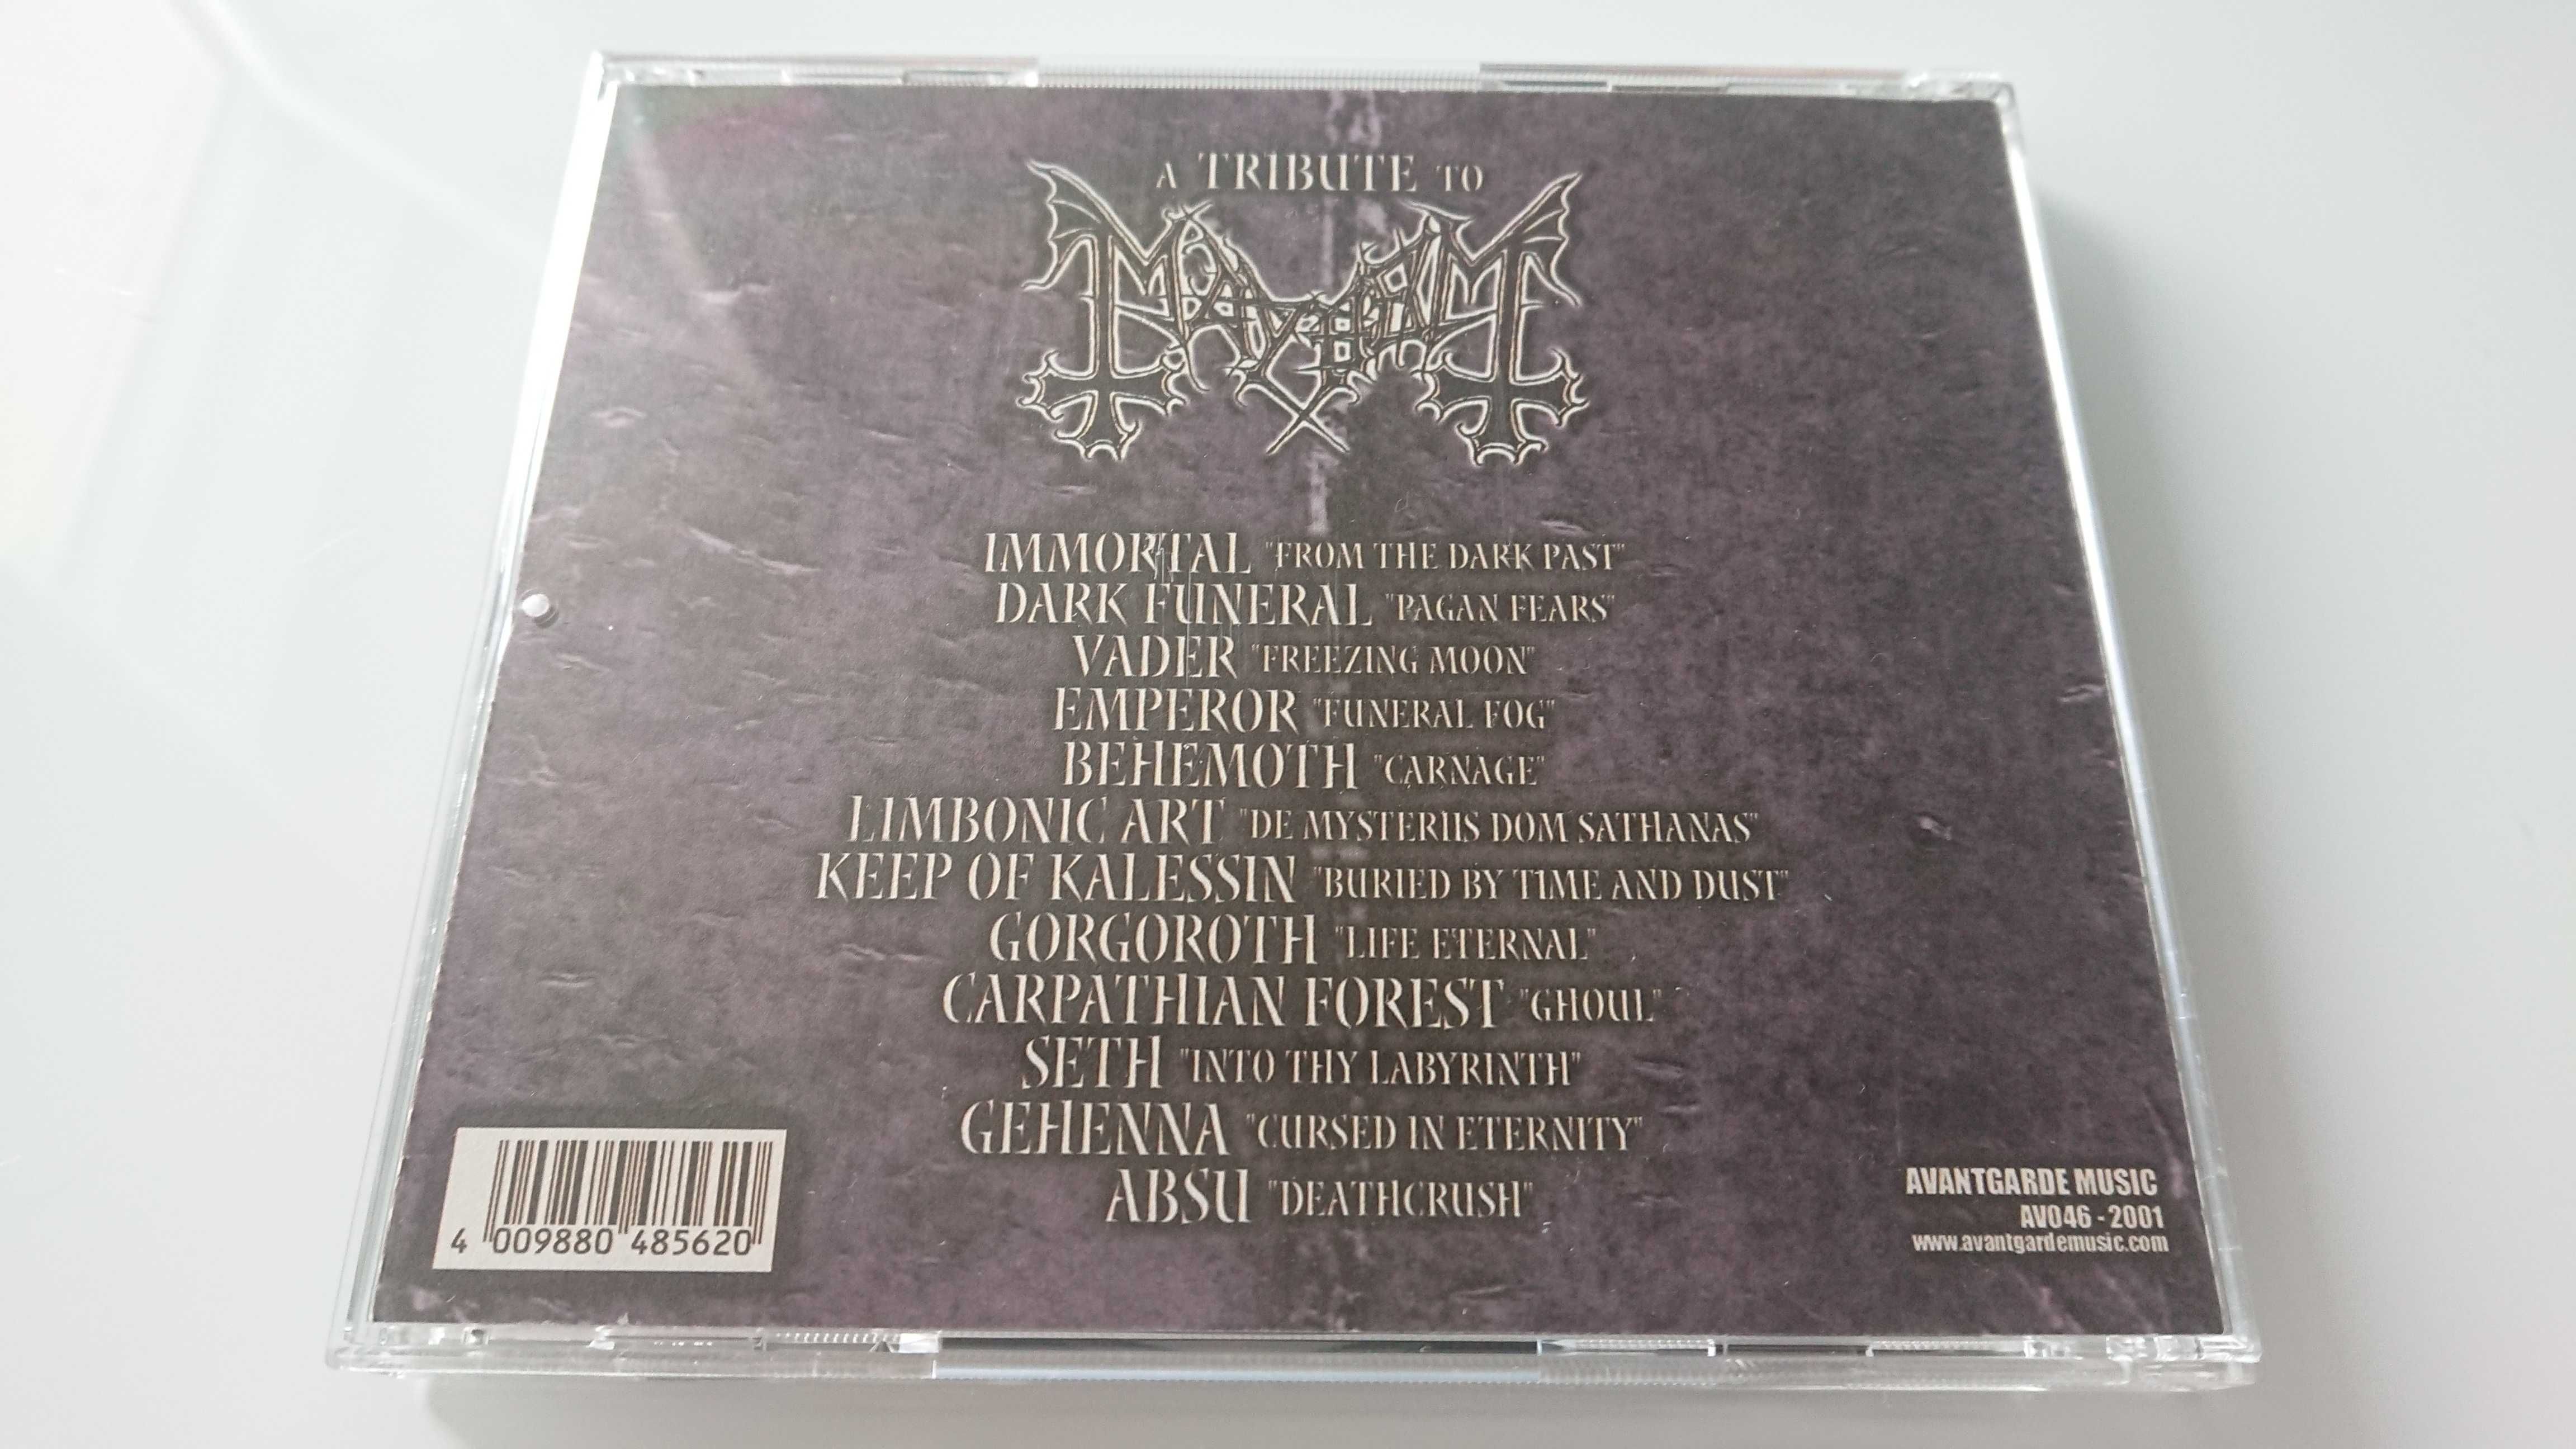 A TRIBUTE TO
MAYHEM
IMMORTAL "FROM THE DARK PAST"
DARK FUNERAL "PAGAN FEARS"
VADER "FREEZING MOON"
EMPEROR "FUNERAL FOG"
BEHEMOTH "CARNAGE"
LIMBONIC ART "DE MYSTERIIS DOM SATHANAS"
KEEP OF KALESSIN "BURIED BY TIME AND DUST"
GORGOROTH "LIFE ETERNAL"
CARPATHIAN FOREST "GHOUL"
SETH "INTO THY LABYRINTH"
GEHENNA "CURSED IN ETERNITY"
ABSU "DEATHCRUSH"
4 009880 485620
AVANTGARDE MUSIC
AV046 - 2001
www.avantgardemusic.com